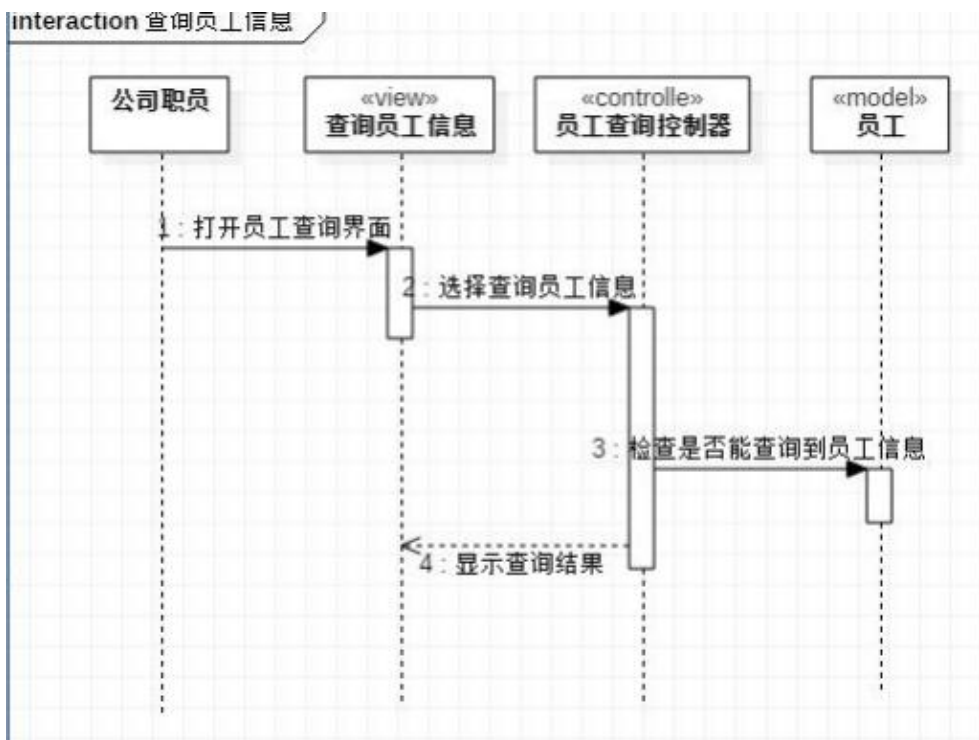 interaction 查询员工信息
公司职员
«view»
查询员工信息
«controlle»
员工查询控制器
«model»
员工
1 : 打开员工查询界面
2 : 选择查询员工信息
3 : 检查是否能查询到员工信息
4 : 显示查询结果